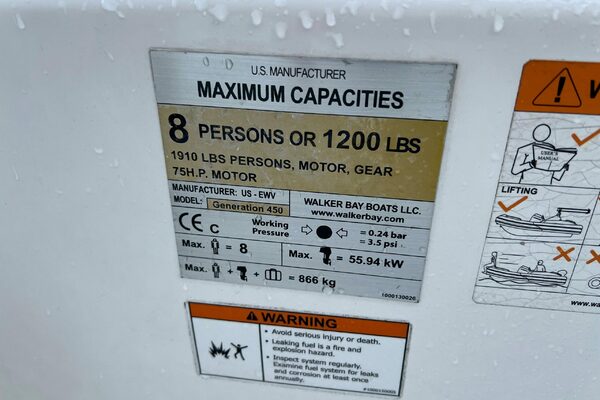 U.S. MANUFACTURER
MAXIMUM CAPACITIES
8 PERSONS OR 1200 LBS
1910 LBS PERSONS, MOTOR, GEAR
75H.P. MOTOR
MANUFACTURER: US - EWV
MODEL: Generation 450
WALKER BAY BOATS LLC.
www.walkerbay.com
CE C
Working Pressure
= 0.24 bar
= 3.5 psi
Max. = 8
Max. = 55.94 kW
Max. + + = 866 kg
1000130026
WARNING
• Avoid serious injury or death.
• Leaking fuel is a fire and
explosion hazard.
• Inspect system regularly.
Examine fuel system for leaks
and corrosion at least once
annually.
USER'S
MANUAL
LIFTING
www